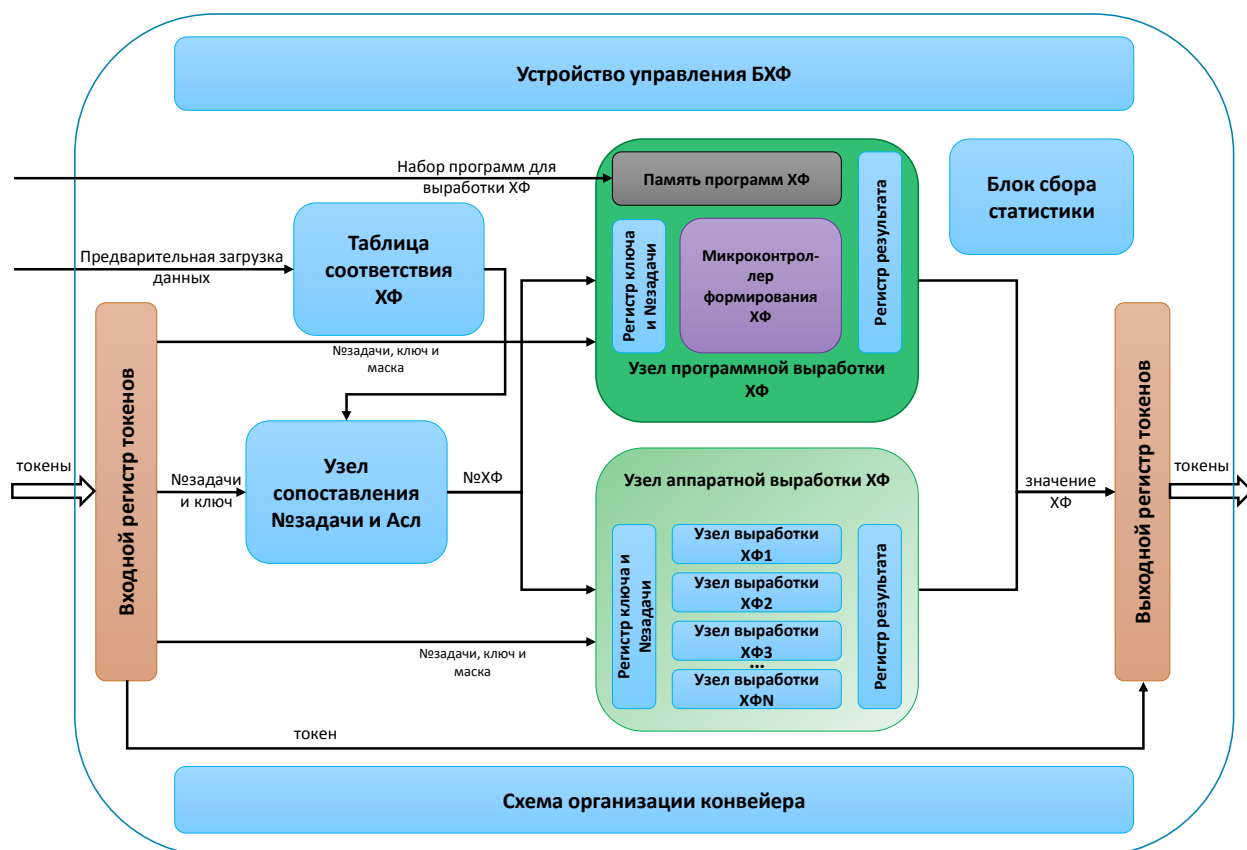 Устройство управления БХФ
Набор программ для
выработки ХФ
Память программ ХФ
Блок сбора
статистики
Предварительная загрузка
данных
Таблица
соответствия
ХФ
Регистр ключа
и №задачи
Микроконтрол-
лер
формирования
ХФ
Регистр результата
№задачи, ключ и
маска
Узел программной выработки
ХФ
токены
Входной регистр токенов
№задачи
и ключ
Узел
сопоставления
№задачи и Асл
№ХФ
Узел аппаратной выработки ХФ
Регистр ключа и
№задачи
Узел выработки
ХФ1
Узел выработки
ХФ2
Узел выработки
ХФ3
...
Узел выработки
ХФN
Регистр результата
№задачи, ключ и
маска
значение
ХФ
Выходной регистр токенов
токены
токен
Схема организации конвейера